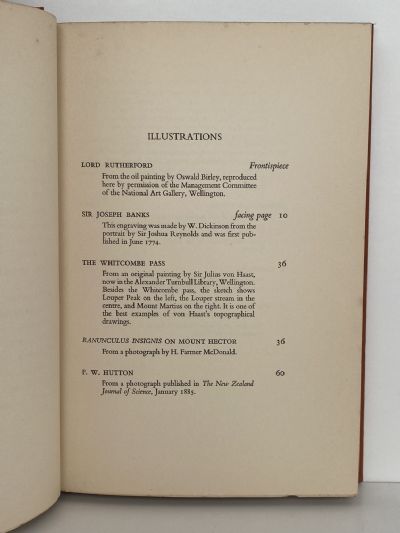 ILLUSTRATIONS
LORD RUTHERFORD Frontispiece
From the oil painting by Oswald Birley, reproduced
here by permission of the Management Committee
of the National Art Gallery, Wellington.
SIR JOSEPH BANKS facing page 10
This engraving was made by W. Dickinson from the
portrait by Sir Joshua Reynolds and was first pub-
lished in June 1774.
THE WHITCOMBE PASS 36
From an original painting by Sir Julius von Haast,
now in the Alexander Turnbull Library, Wellington.
Besides the Whitcombe pass, the sketch shows
Louper Peak on the left, the Louper stream in the
centre, and Mount Martius on the right. It is one
of the best examples of von Haast's topographical
drawings.
RANUNCULUS INSIGNIS ON MOUNT HECTOR 36
From a photograph by H. Farmer McDonald.
F. W. HUTTON 60
From a photograph published in The New Zealand
Journal of Science, January 1885.